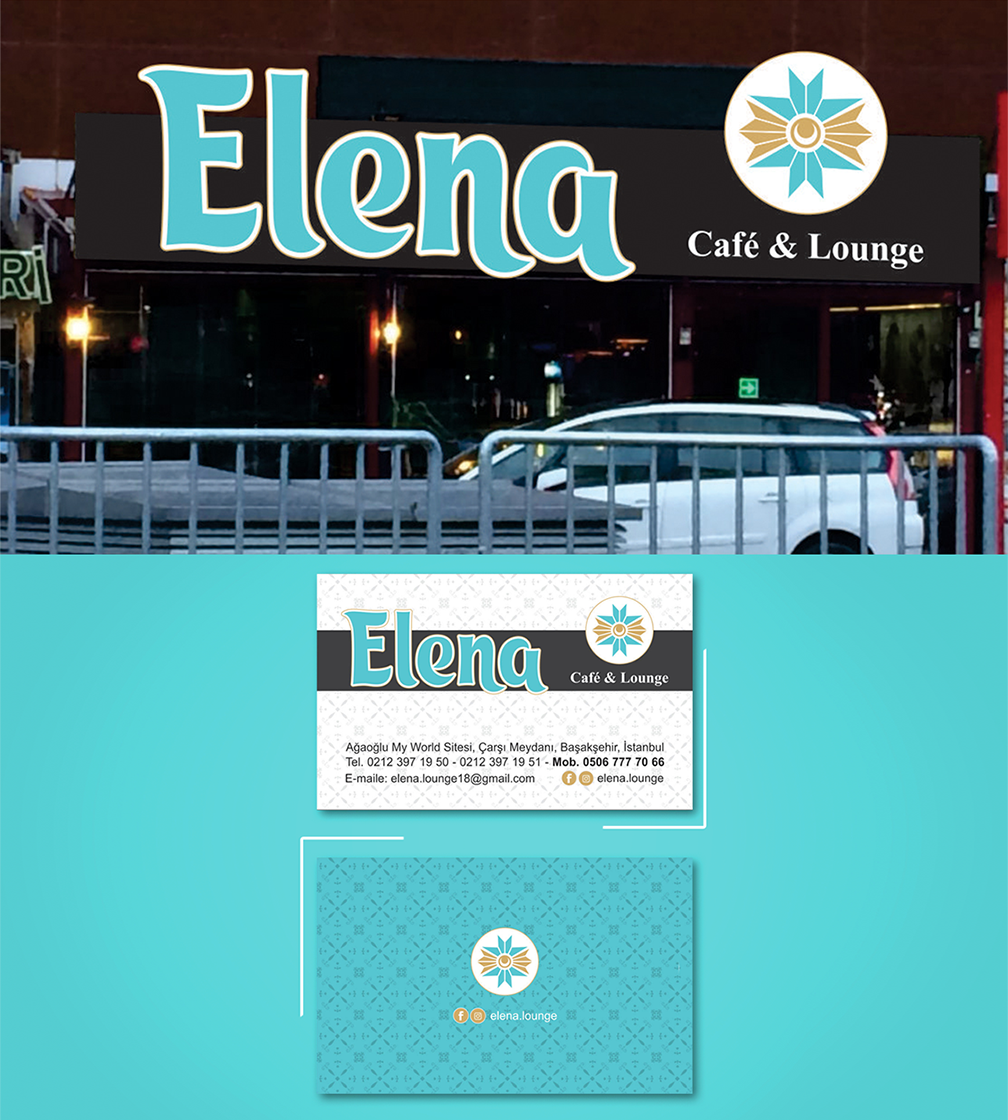 Elena
Café & Lounge
Rİ
Elena
Café & Lounge
Ağaoğlu My World Sitesi, Çarşı Meydanı, Başakşehir, İstanbul
Tel. 0212 397 19 50 - 0212 397 19 51 - Mob. 0506 777 70 66
E-maile: elena.lounge18@gmail.com elena.lounge
elena.lounge